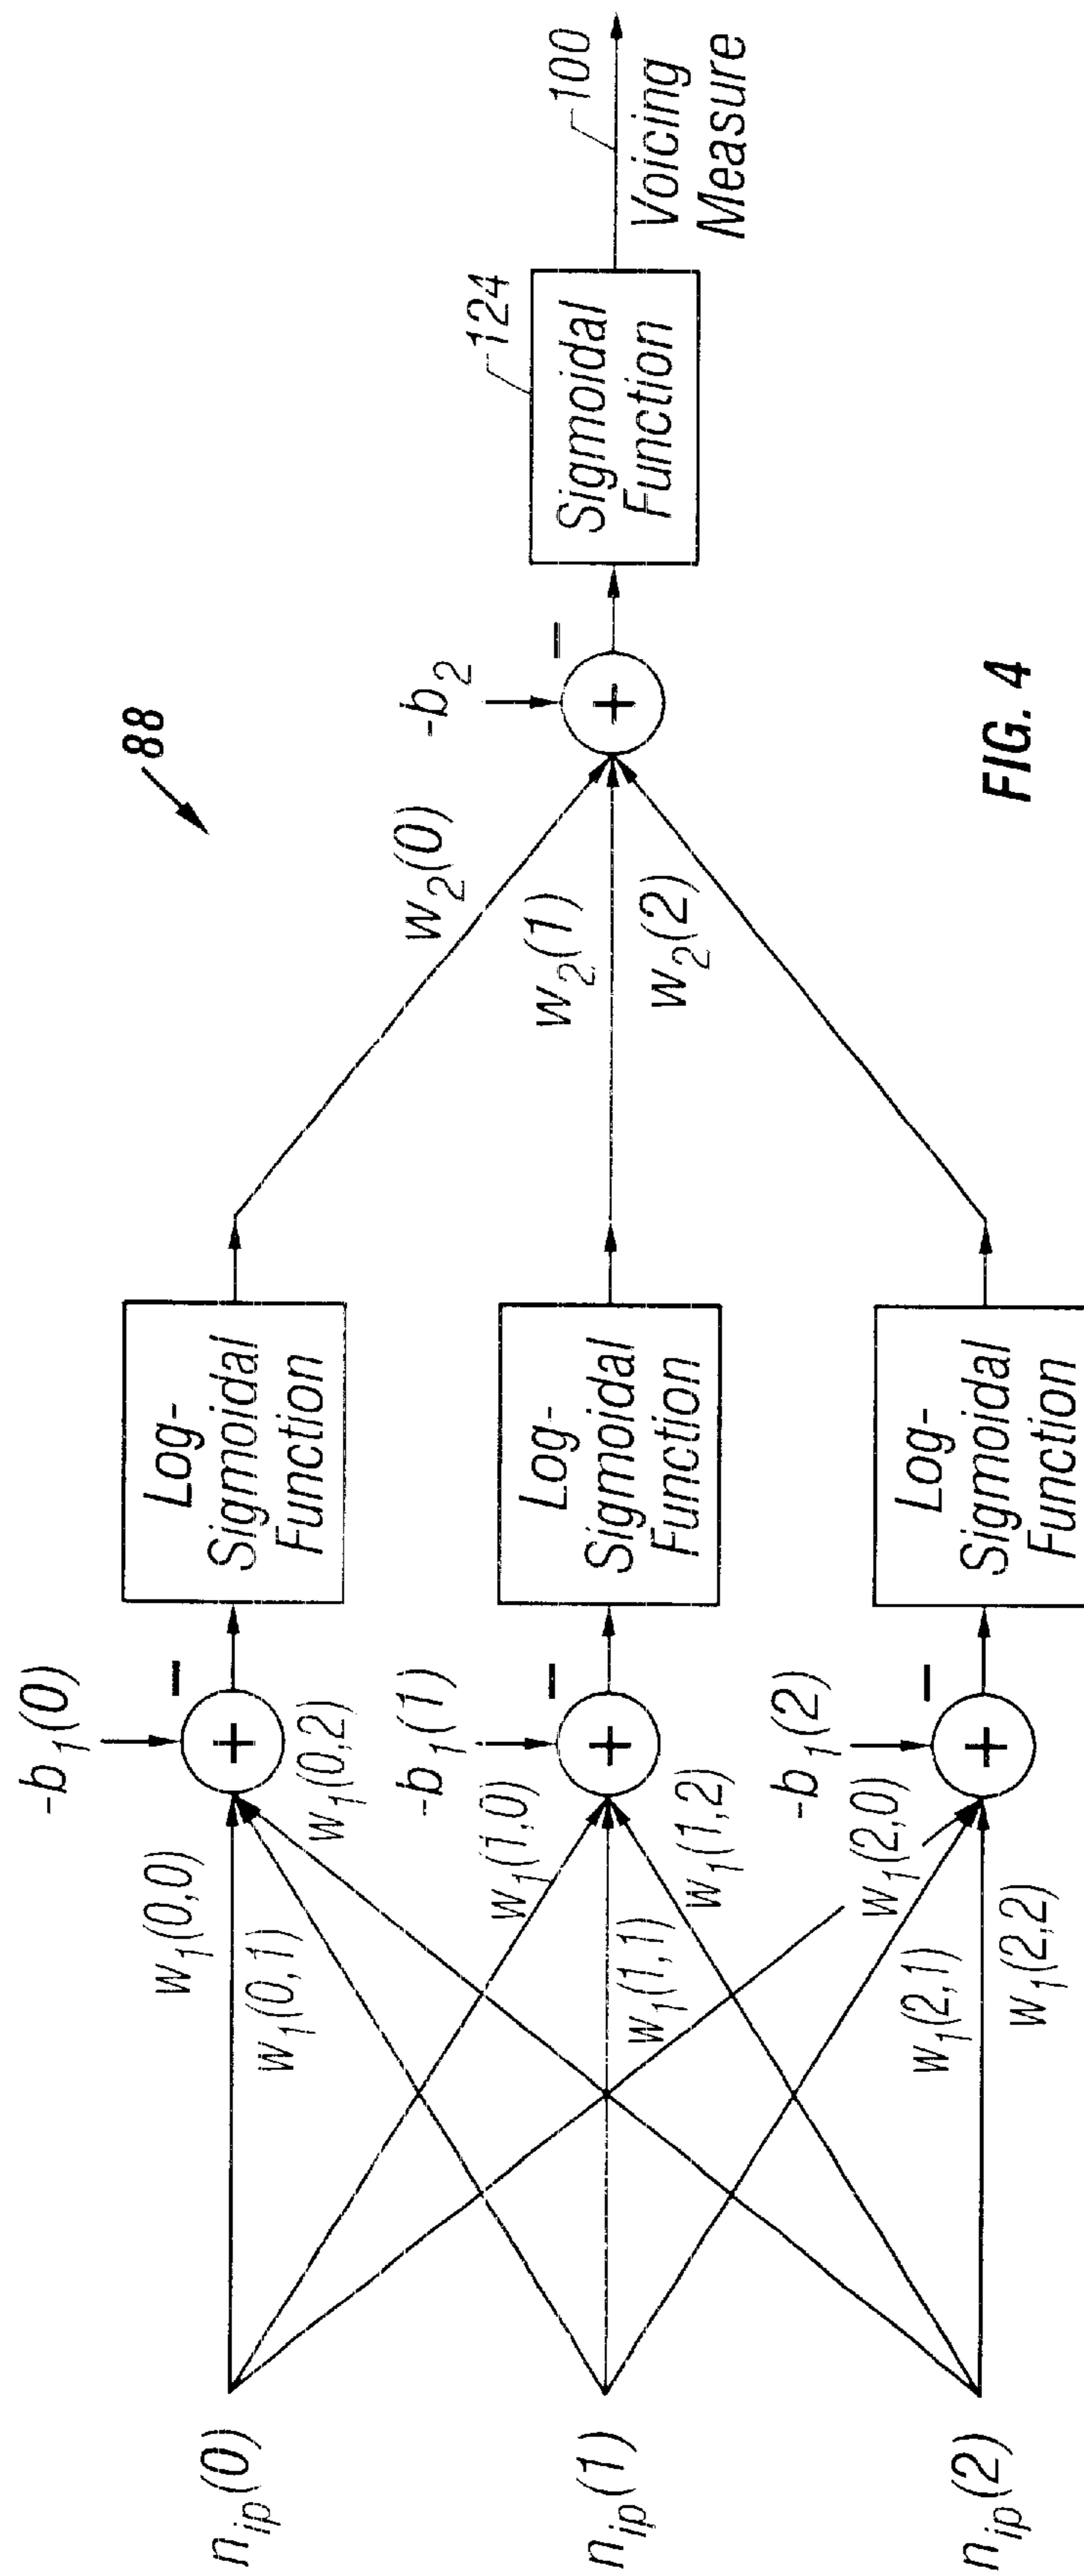 88
-b₁(0)
w₁(0,0)
w₁(0,1)
w₁(0,2)
−
+
Log-
Sigmoidal
Function
w₂(0)
nᵢₚ(0)
-b₁(1)
w₁(1,0)
w₁(1,1)
w₁(1,2)
−
+
Log-
Sigmoidal
Function
w₂(1)
nᵢₚ(1)
-b₂
−
+
124
Sigmoidal
Function
100
Voicing
Measure
-b₁(2)
w₁(2,0)
w₁(2,1)
w₁(2,2)
−
+
Log-
Sigmoidal
Function
w₂(2)
nᵢₚ(2)
FIG. 4